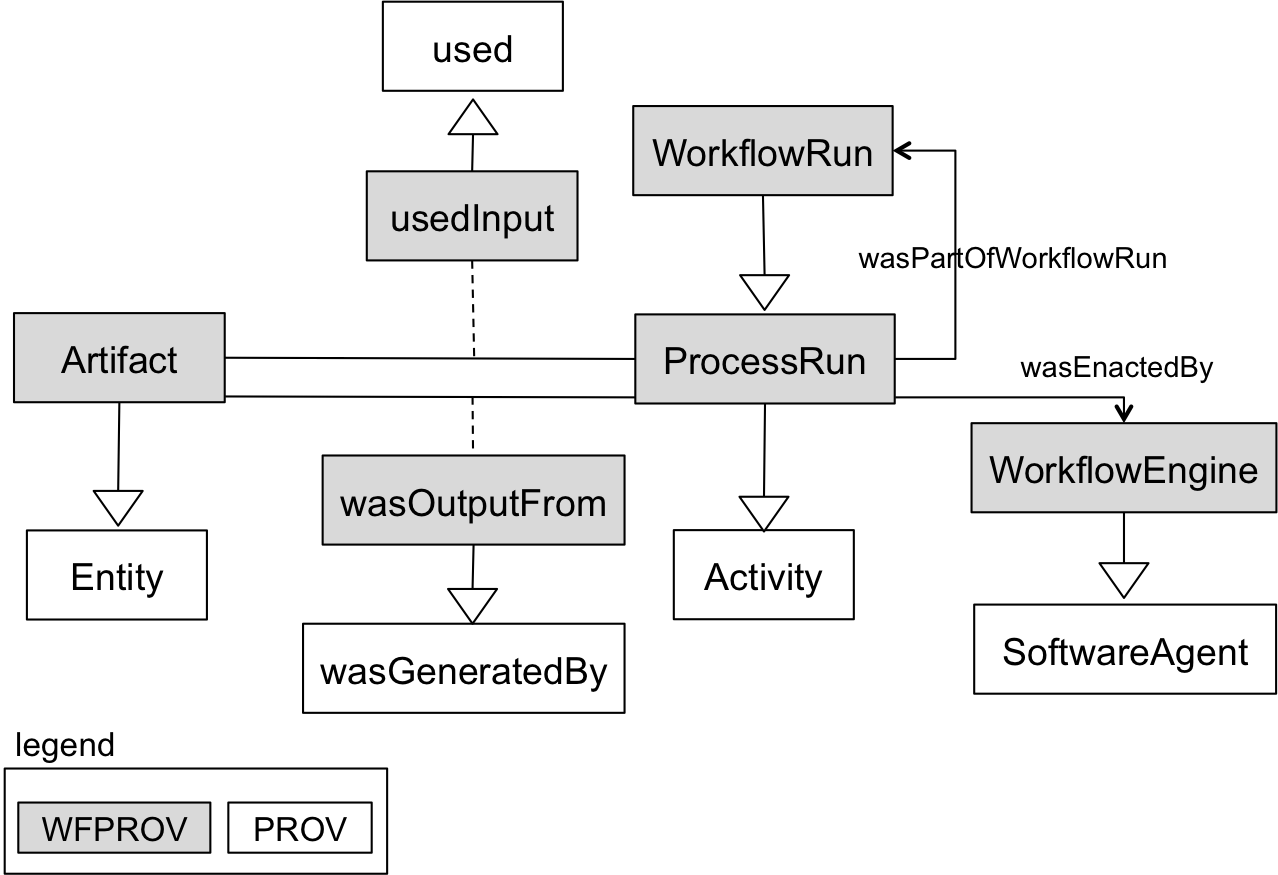 used
WorkflowRun
usedInput
wasPartOfWorkflowRun
Artifact
ProcessRun
wasEnactedBy
WorkflowEngine
wasOutputFrom
Entity
Activity
SoftwareAgent
wasGeneratedBy
legend
WFPROV
PROV